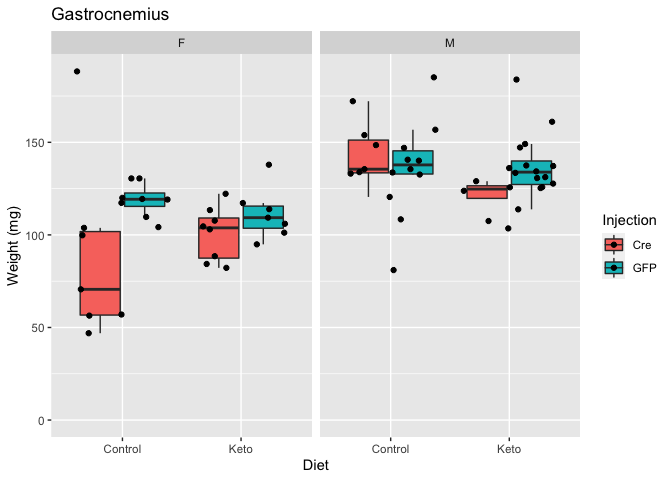 Gastrocnemius
F
M
Weight (mg)
150
100
50
0
Control
Keto
Control
Keto
Diet
Injection
Cre
GFP